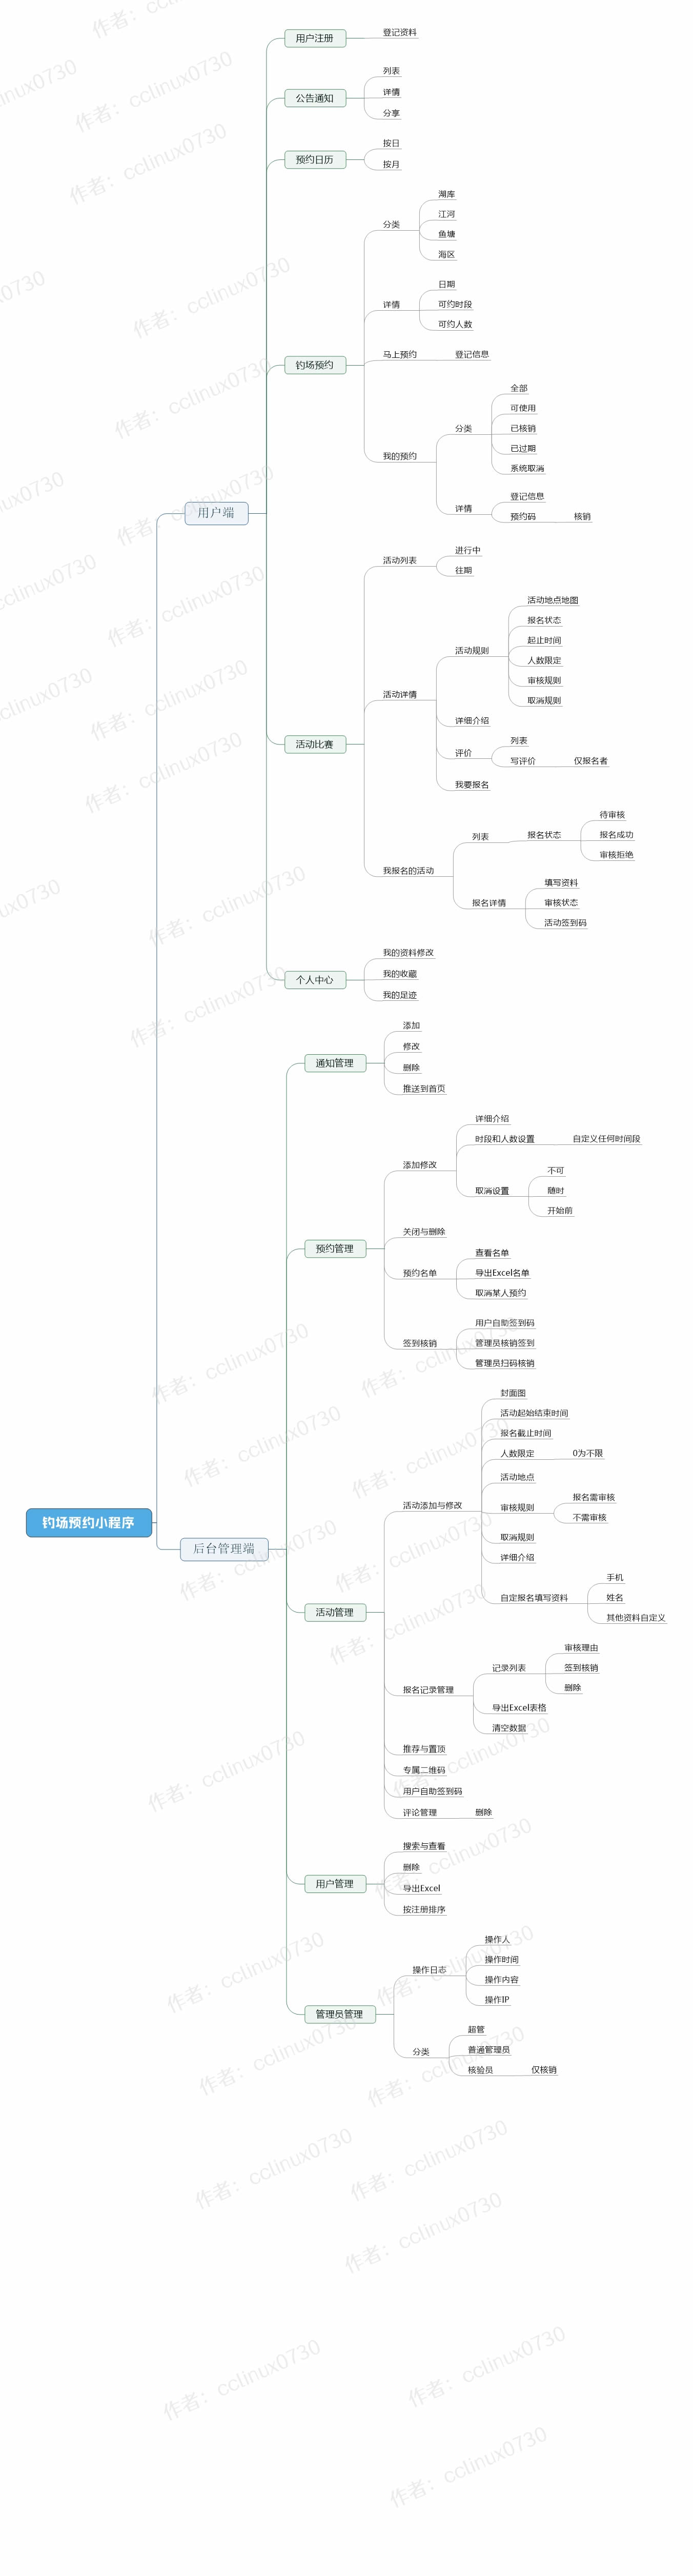 用户注册
登记资料
公告通知
列表
详情
分享
预约日历
按日
按月
钓场预约
分类
湖库
江河
鱼塘
海区
详情
日期
可约时段
可约人数
马上预约
登记信息
我的预约
分类
全部
可使用
已核销
已过期
系统取消
详情
登记信息
预约码
核销
用户端
活动比赛
活动列表
进行中
往期
活动详情
活动规则
活动地点地图
报名状态
起止时间
人数限定
审核规则
取消规则
详细介绍
评价
列表
写评价
仅报名者
我要报名
我报名的活动
列表
报名状态
待审核
报名成功
审核拒绝
报名详情
填写资料
审核状态
活动签到码
个人中心
我的资料修改
我的收藏
我的足迹
钓场预约小程序
后台管理端
通知管理
添加
修改
删除
推送到首页
预约管理
添加修改
详细介绍
时段和人数设置
自定义任何时间段
取消设置
不可
随时
开始前
关闭与删除
预约名单
查看名单
导出Excel名单
取消某人预约
签到核销
用户自助签到码
管理员核销签到
管理员扫码核销
活动管理
活动添加与修改
封面图
活动起始结束时间
报名截止时间
人数限定
0为不限
活动地点
审核规则
报名需审核
不需审核
取消规则
详细介绍
自定报名填写资料
手机
姓名
其他资料自定义
报名记录管理
记录列表
审核理由
签到核销
删除
导出Excel表格
清空数据
推荐与置顶
专属二维码
用户自助签到码
评论管理
删除
用户管理
搜索与查看
删除
导出Excel
按注册排序
管理员管理
操作日志
操作人
操作时间
操作内容
操作IP
分类
超管
普通管理员
核验员
仅核销
作者：cclinux0730